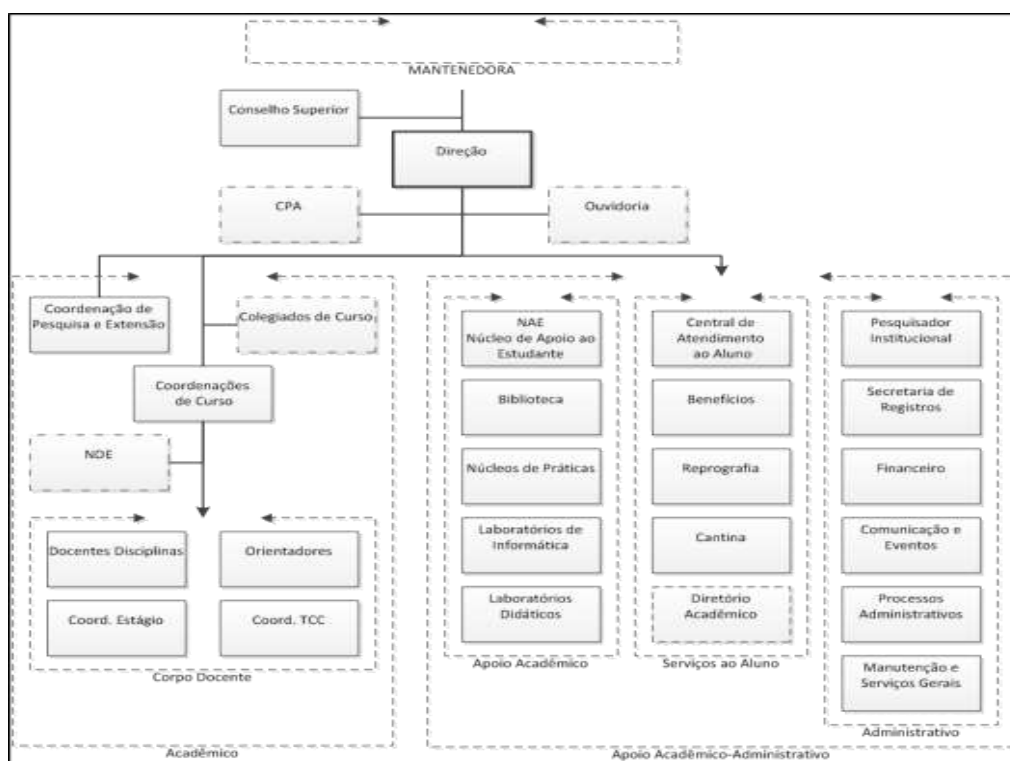 MANTENEDORA
Conselho Superior
Direção
CPA
Ouvidoria
Coordenação de
Pesquisa e Extensão
Colegiados de Curso
Coordenações
de Curso
NDE
Docentes Disciplinas
Orientadores
Coord. Estágio
Coord. TCC
Corpo Docente
Acadêmico
NAE
Núcleo de Apoio ao
Estudante
Biblioteca
Núcleos de Práticas
Laboratórios de
Informática
Laboratórios
Didáticos
Apoio Acadêmico
Central de
Atendimento
ao Aluno
Benefícios
Reprografia
Cantina
Diretório
Acadêmico
Serviços ao Aluno
Pesquisador
Institucional
Secretaria de
Registros
Financeiro
Comunicação e
Eventos
Processos
Administrativos
Manutenção e
Serviços Gerais
Administrativo
Apoio Acadêmico-Administrativo